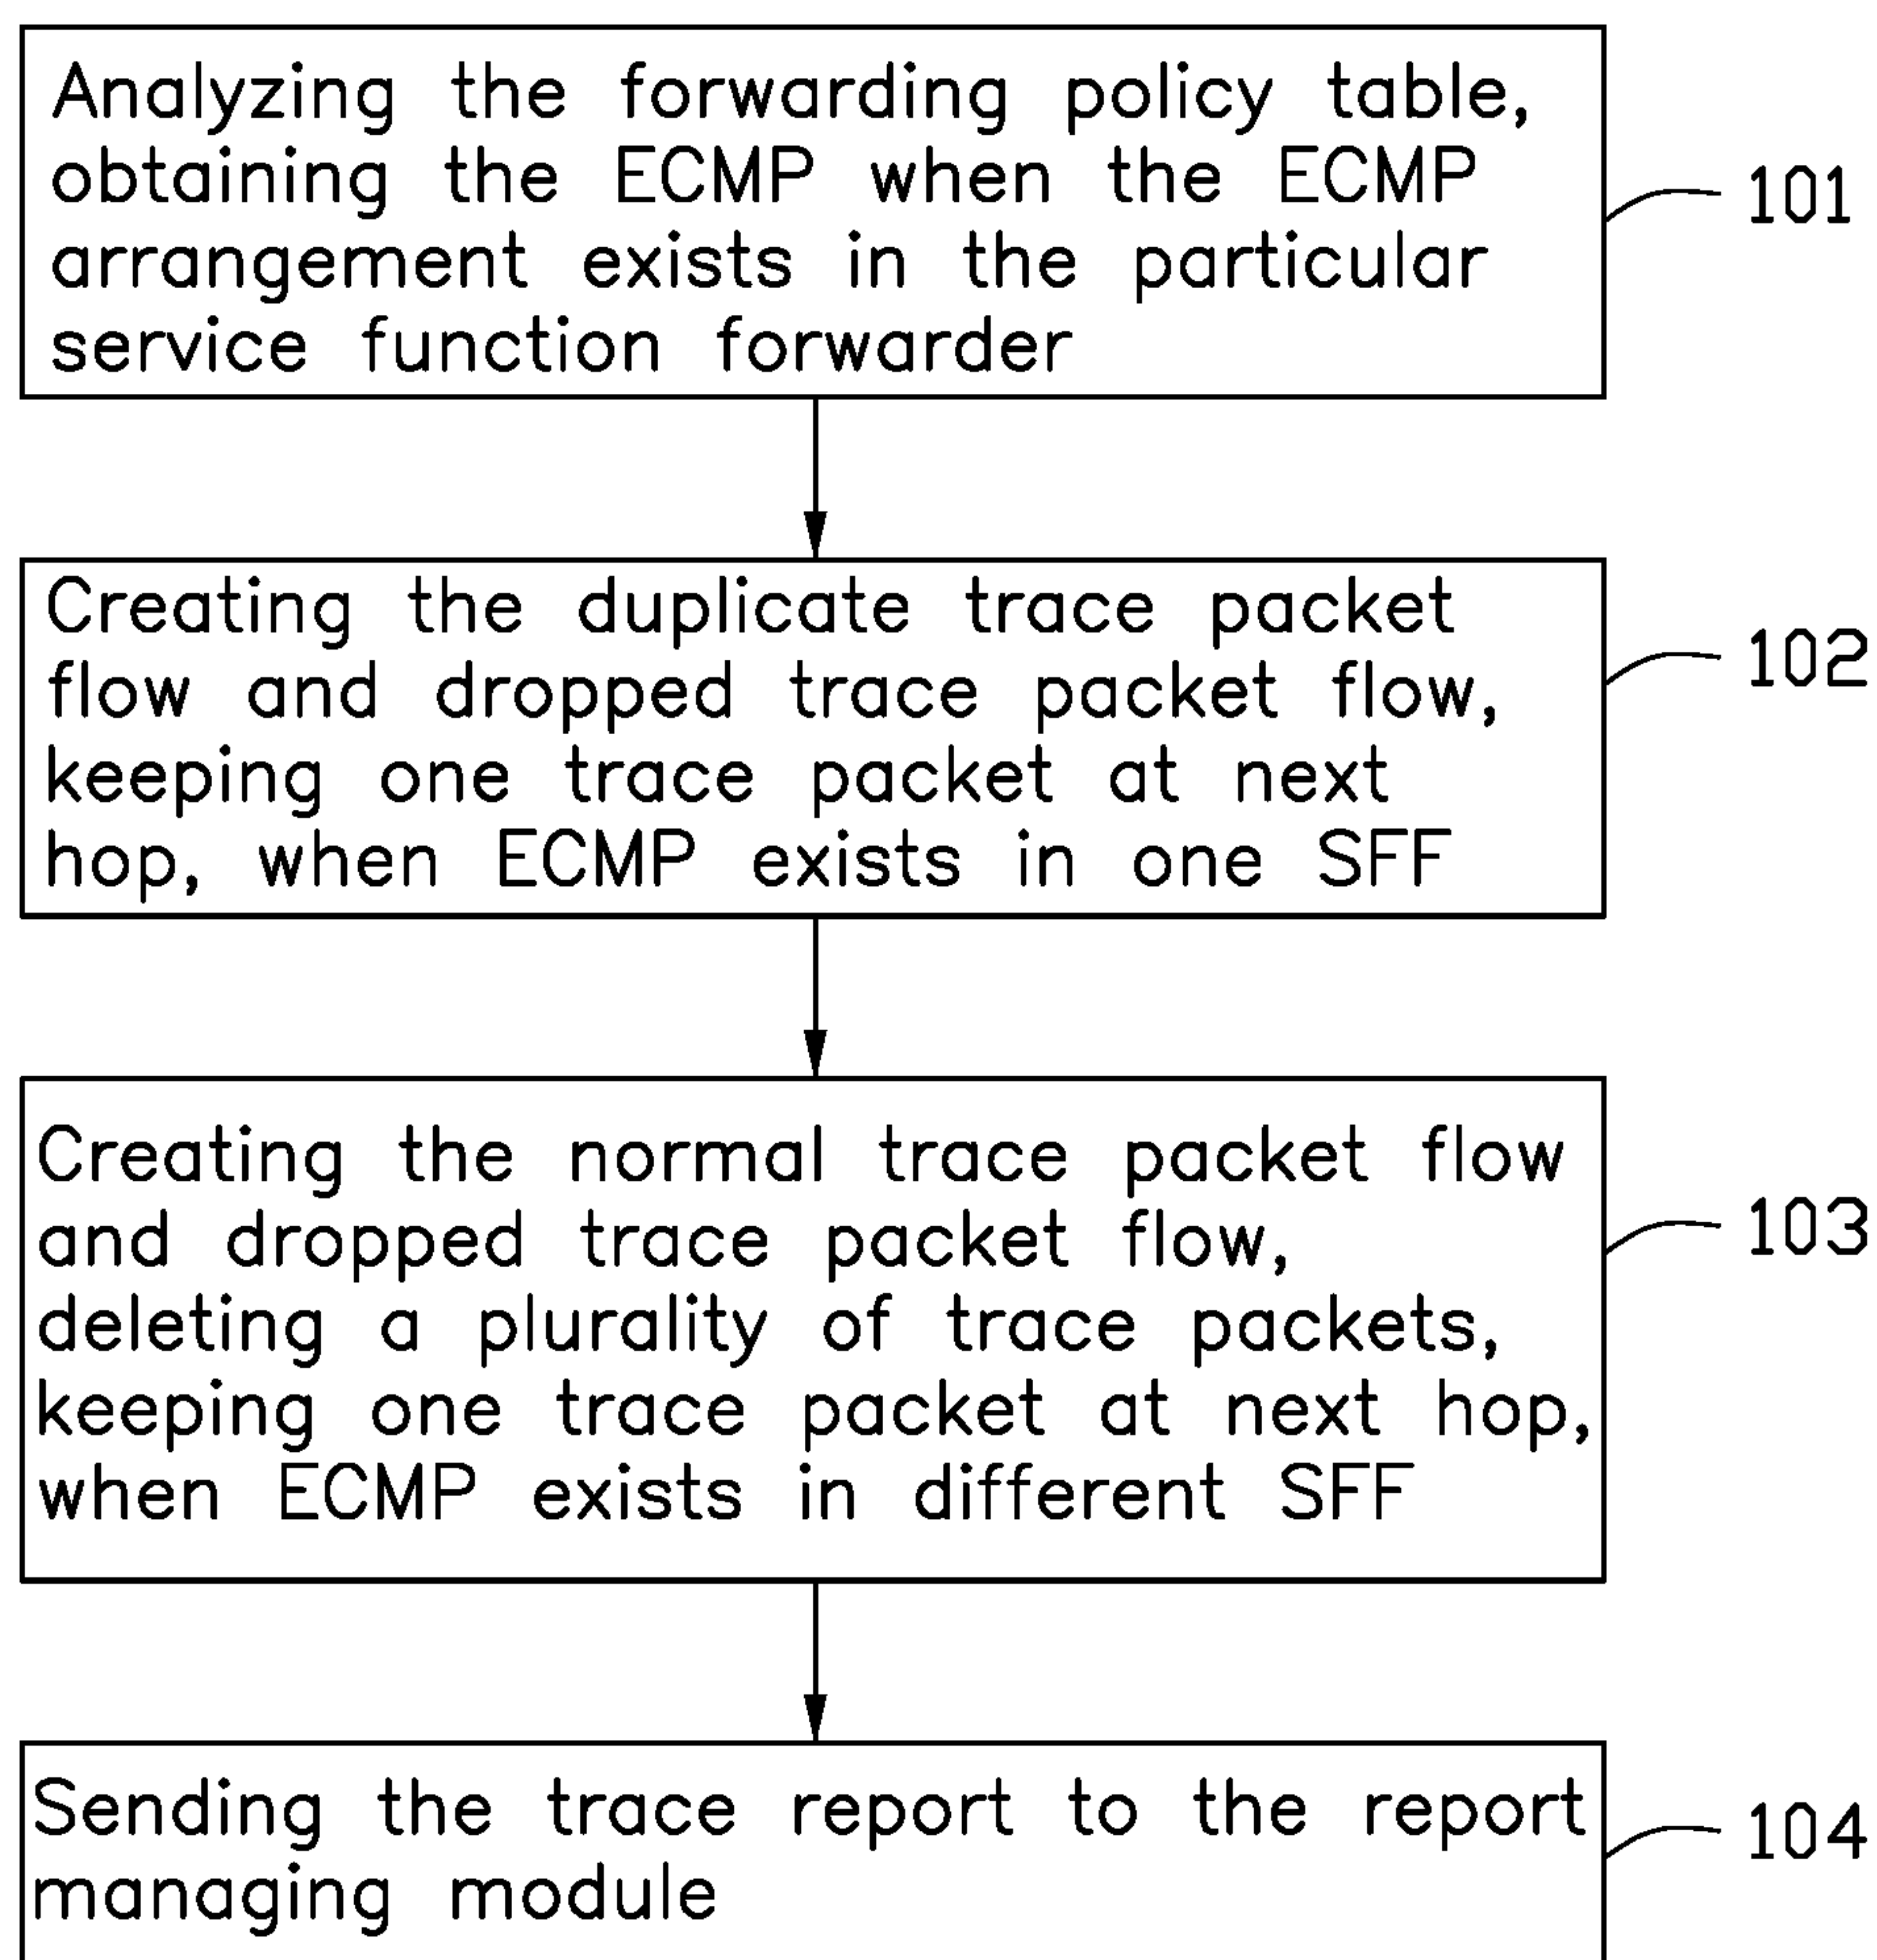 Analyzing the forwarding policy table,
obtaining the ECMP when the ECMP
arrangement exists in the particular
service function forwarder
101
Creating the duplicate trace packet
flow and dropped trace packet flow,
keeping one trace packet at next
hop, when ECMP exists in one SFF
102
Creating the normal trace packet flow
and dropped trace packet flow,
deleting a plurality of trace packets,
keeping one trace packet at next hop,
when ECMP exists in different SFF
103
Sending the trace report to the report
managing module
104